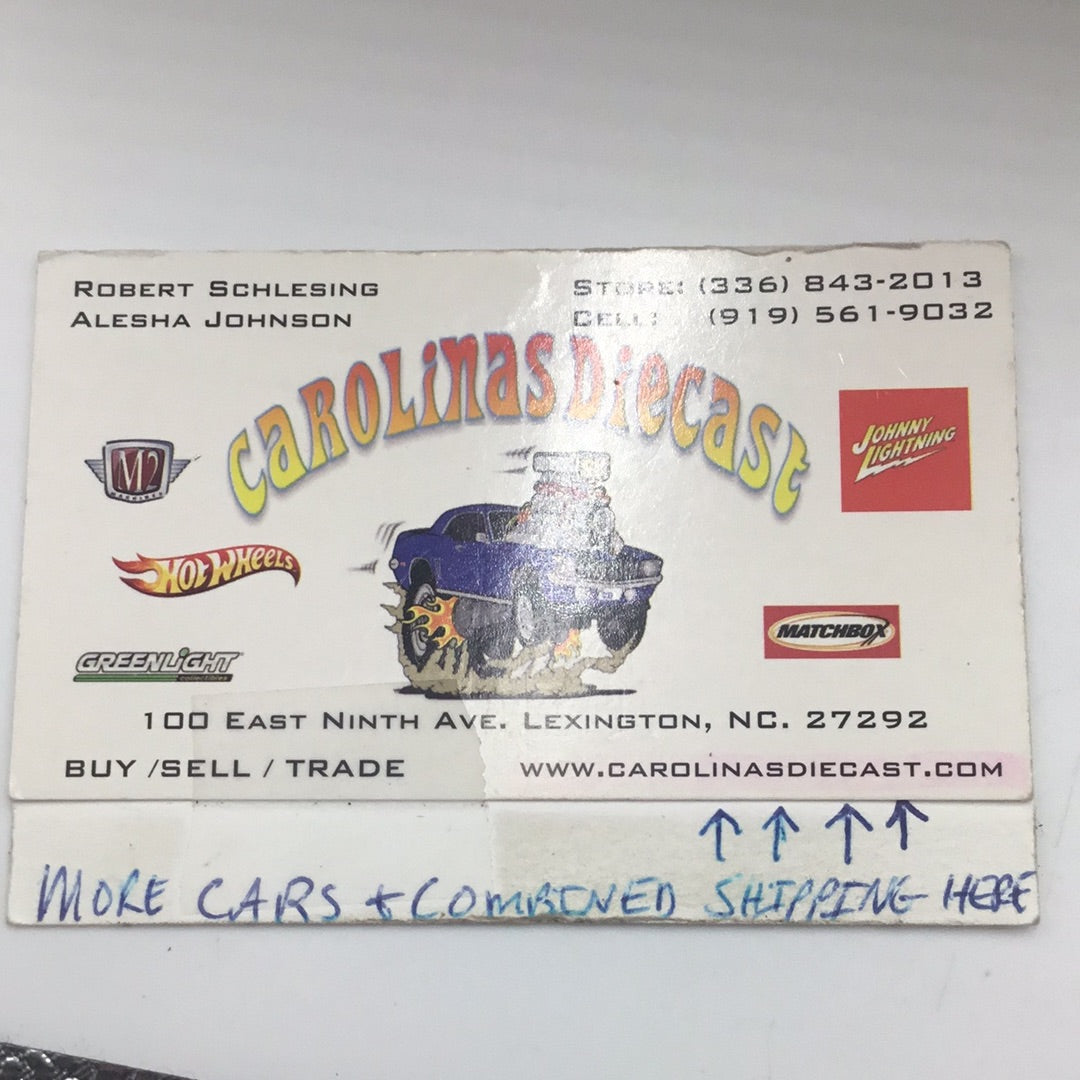 ROBERT SCHLESING
ALESHA JOHNSON
STORE: (336) 843-2013
CELL: (919) 561-9032
CAROLiNAS DiECAST
M2
MACHINES
JOHNNY
LIGHTNING
HOT WHEELS
MATCHBOX
GREENLiGHT
collectibles
100 EAST NINTH AVE. LEXINGTON, NC. 27292
BUY /SELL / TRADE
WWW.CAROLINASDIECAST.COM
MORE CARS + COMBINED SHIPPING HERE